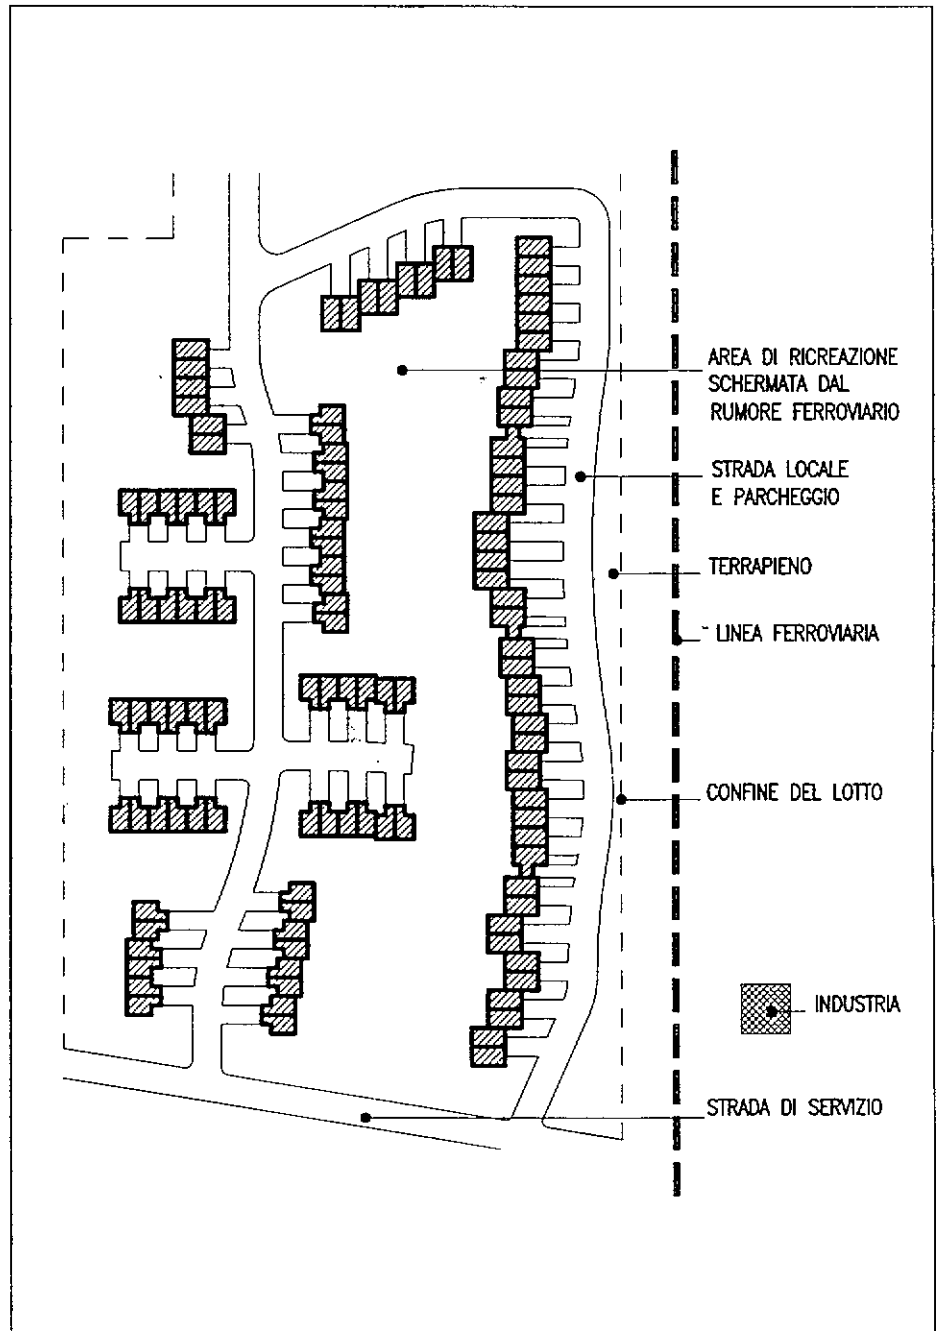 AREA DI RICREAZIONE
SCHERMATA DAL
RUMORE FERROVIARIO
STRADA LOCALE
E PARCHEGGIO
TERRAPIENO
LINEA FERROVIARIA
CONFINE DEL LOTTO
INDUSTRIA
STRADA DI SERVIZIO